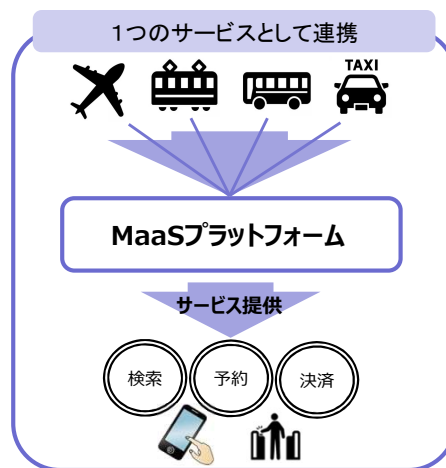 1つのサービスとして連携
TAXI
MaaSプラットフォーム
サービス提供
検索
予約
決済